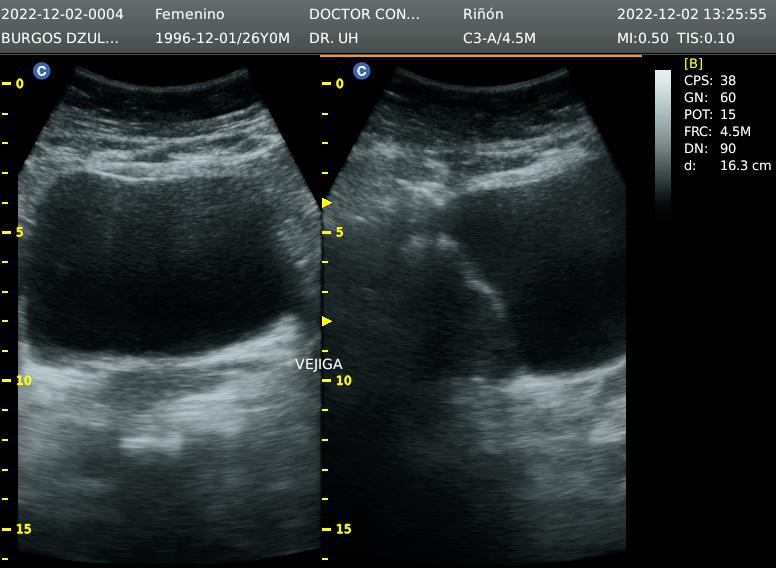 2022-12-02-0004 Femenino DOCTOR CON... Riñón 2022-12-02 13:25:55
BURGOS DZUL... 1996-12-01/26Y0M DR. UH C3-A/4.5M MI:0.50 TIS:0.10
[B]
CPS: 38
GN: 60
POT: 15
FRC: 4.5M
DN: 90
d: 16.3 cm
C C
0 0
5 5
VEJIGA
10 10
15 15